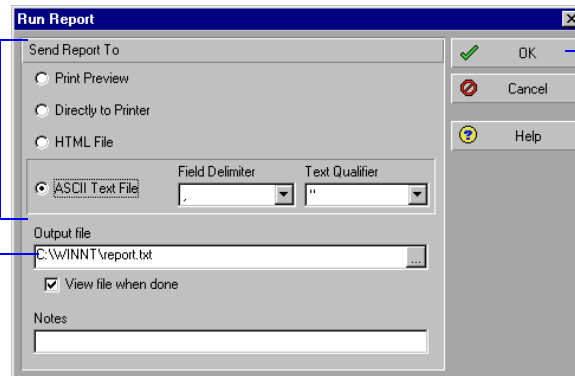 Run Report
Send Report To
Print Preview
Directly to Printer
HTML File
ASCII Text File
Field Delimiter
,
Text Qualifier
"
Output file
C:\WINNT\report.txt
...
View file when done
Notes
OK
Cancel
Help